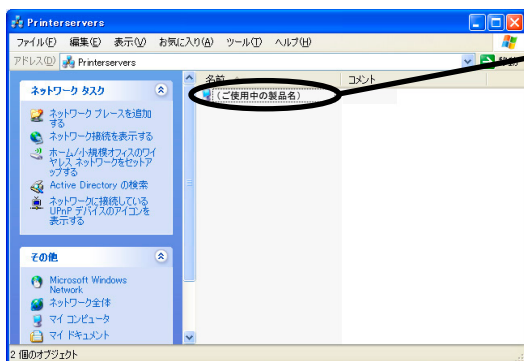 Printerservers
ファイル(F) 編集(E) 表示(V) お気に入り(A) ツール(T) ヘルプ(H)
アドレス(D) Printerservers 移動
ネットワーク タスク
ネットワーク プレースを追加
する
ネットワーク接続を表示する
ホーム/小規模オフィスのワイ
ヤレス ネットワークをセットア
ップする
Active Directory の検索
ネットワークに接続している
UPnP デバイスのアイコンを
表示する
その他
Microsoft Windows
Network
ネットワーク全体
マイ コンピュータ
マイ ドキュメント
名前 コメント
(ご使用中の製品名)
2 個のオブジェクト